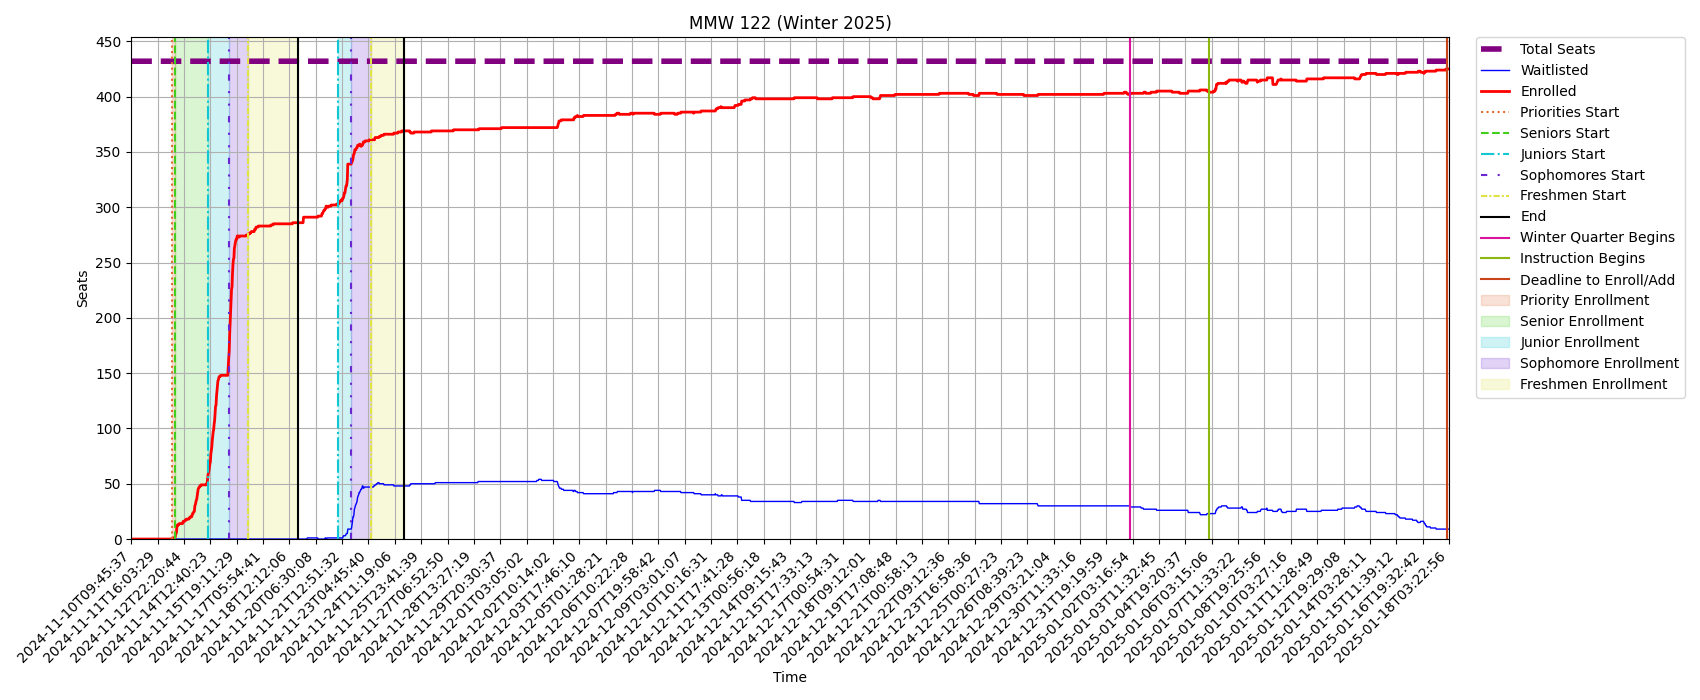 MMW 122 (Winter 2025)
450
400
350
300
250
200
150
100
50
0
Seats
2024-11-10T09:45:37
2024-11-11T16:03:29
2024-11-12T22:20:44
2024-11-14T12:40:23
2024-11-15T19:11:29
2024-11-17T05:54:41
2024-11-18T12:12:06
2024-11-20T06:30:08
2024-11-21T12:51:32
2024-11-23T04:45:40
2024-11-24T11:19:06
2024-11-25T23:41:39
2024-11-27T06:52:50
2024-11-28T13:27:19
2024-11-29T20:30:37
2024-12-01T03:05:02
2024-12-02T10:14:02
2024-12-03T17:46:10
2024-12-05T01:28:21
2024-12-06T10:22:28
2024-12-07T19:58:42
2024-12-09T03:01:07
2024-12-10T10:16:31
2024-12-11T17:41:28
2024-12-13T00:56:18
2024-12-14T09:15:43
2024-12-15T17:33:13
2024-12-17T00:54:31
2024-12-18T09:12:01
2024-12-19T17:08:48
2024-12-21T00:58:13
2024-12-22T09:12:36
2024-12-23T16:58:36
2024-12-25T00:27:23
2024-12-26T08:39:23
2024-12-29T03:21:04
2024-12-30T11:33:16
2024-12-31T19:19:59
2025-01-02T03:16:54
2025-01-03T11:32:45
2025-01-04T19:20:37
2025-01-06T03:15:06
2025-01-07T11:33:22
2025-01-08T19:25:56
2025-01-10T03:27:16
2025-01-11T11:28:49
2025-01-12T19:29:08
2025-01-14T03:28:11
2025-01-15T11:39:12
2025-01-16T19:32:42
2025-01-18T03:22:56
Time
Total Seats
Waitlisted
Enrolled
Priorities Start
Seniors Start
Juniors Start
Sophomores Start
Freshmen Start
End
Winter Quarter Begins
Instruction Begins
Deadline to Enroll/Add
Priority Enrollment
Senior Enrollment
Junior Enrollment
Sophomore Enrollment
Freshmen Enrollment